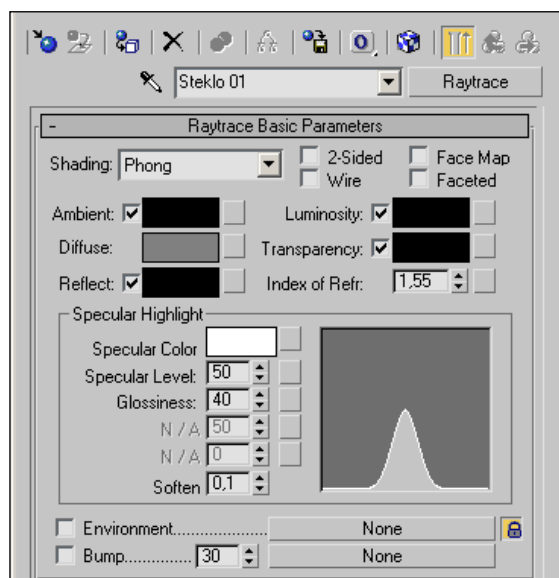 Steklo 01 Raytrace
- Raytrace Basic Parameters
Shading: Phong 2-Sided Face Map
Wire Faceted
Ambient: Luminosity:
Diffuse: Transparency:
Reflect: Index of Refr: 1,55
Specular Highlight
Specular Color
Specular Level: 50
Glossiness: 40
N / A 50
N / A 0
Soften 0,1
Environment..................... None
Bump............... 30 None